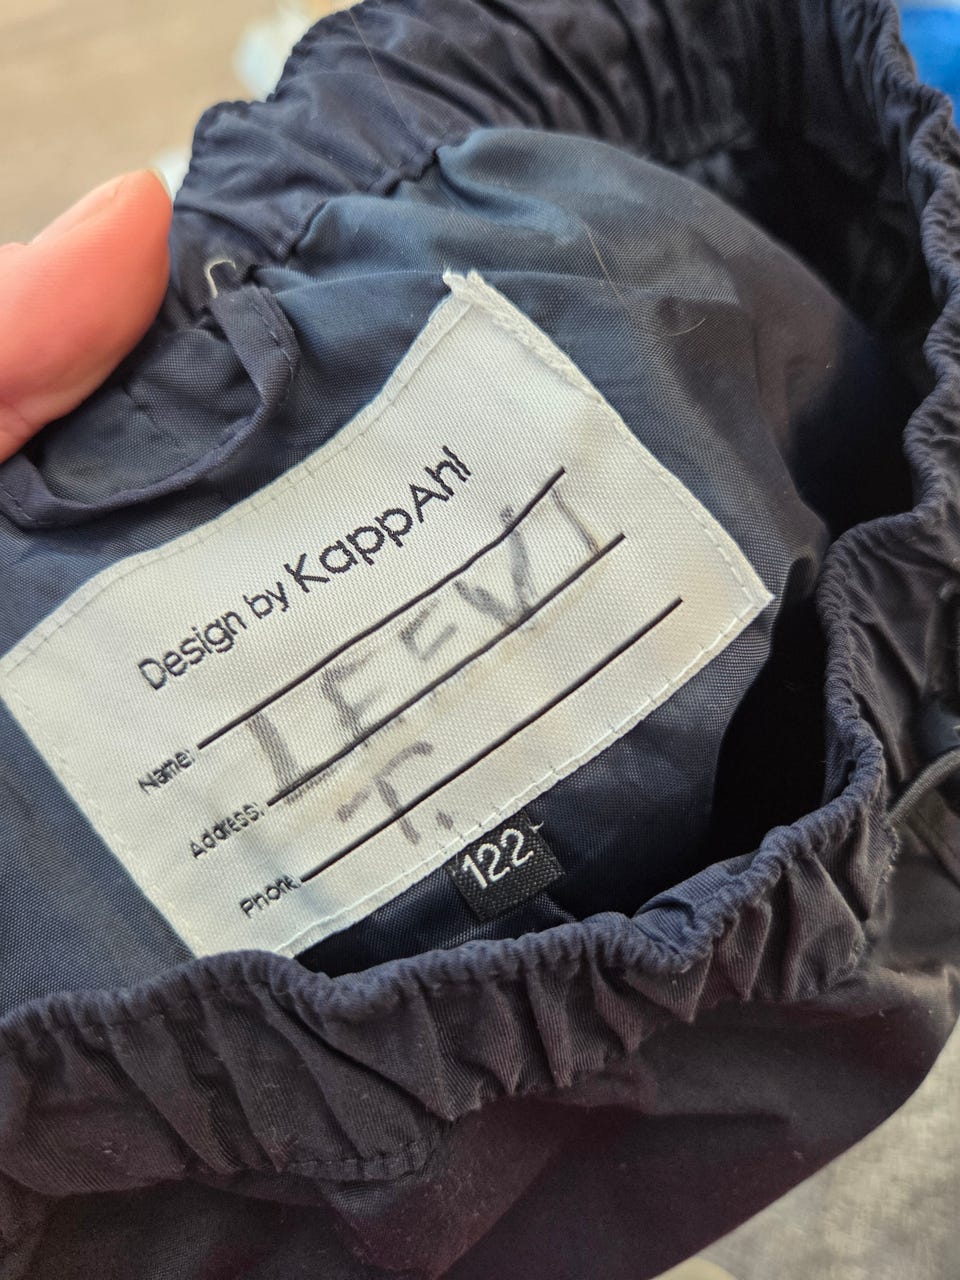 Design by KappAhl
Name: LEEVI
Address: T.
Phone:
122